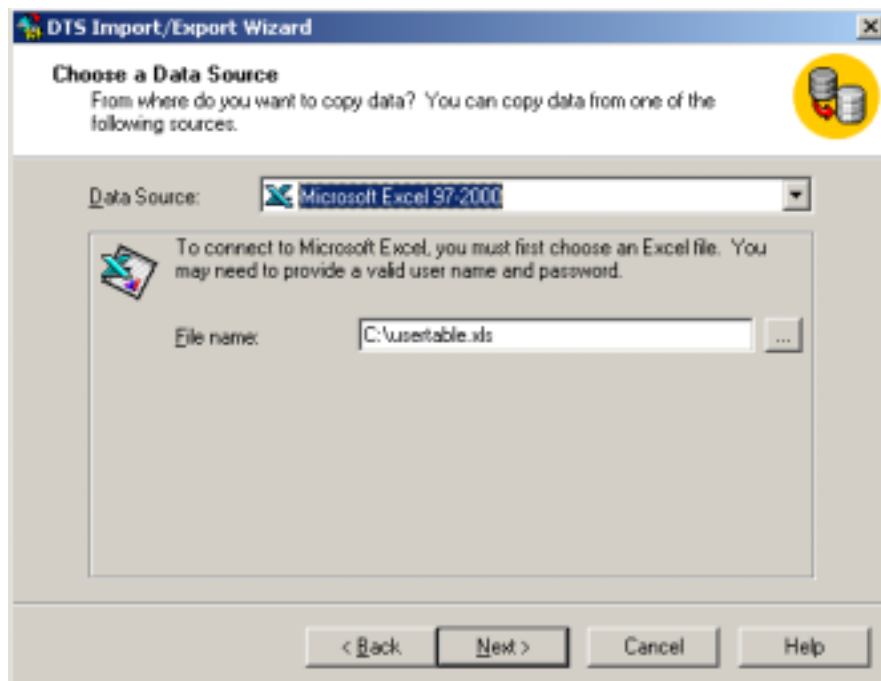 DTS Import/Export Wizard
Choose a Data Source
From where do you want to copy data? You can copy data from one of the
following sources.
Data Source:
Microsoft Excel 97-2000
To connect to Microsoft Excel, you must first choose an Excel file. You
may need to provide a valid user name and password.
File name:
C:\usertable.xls
...
< Back
Next >
Cancel
Help